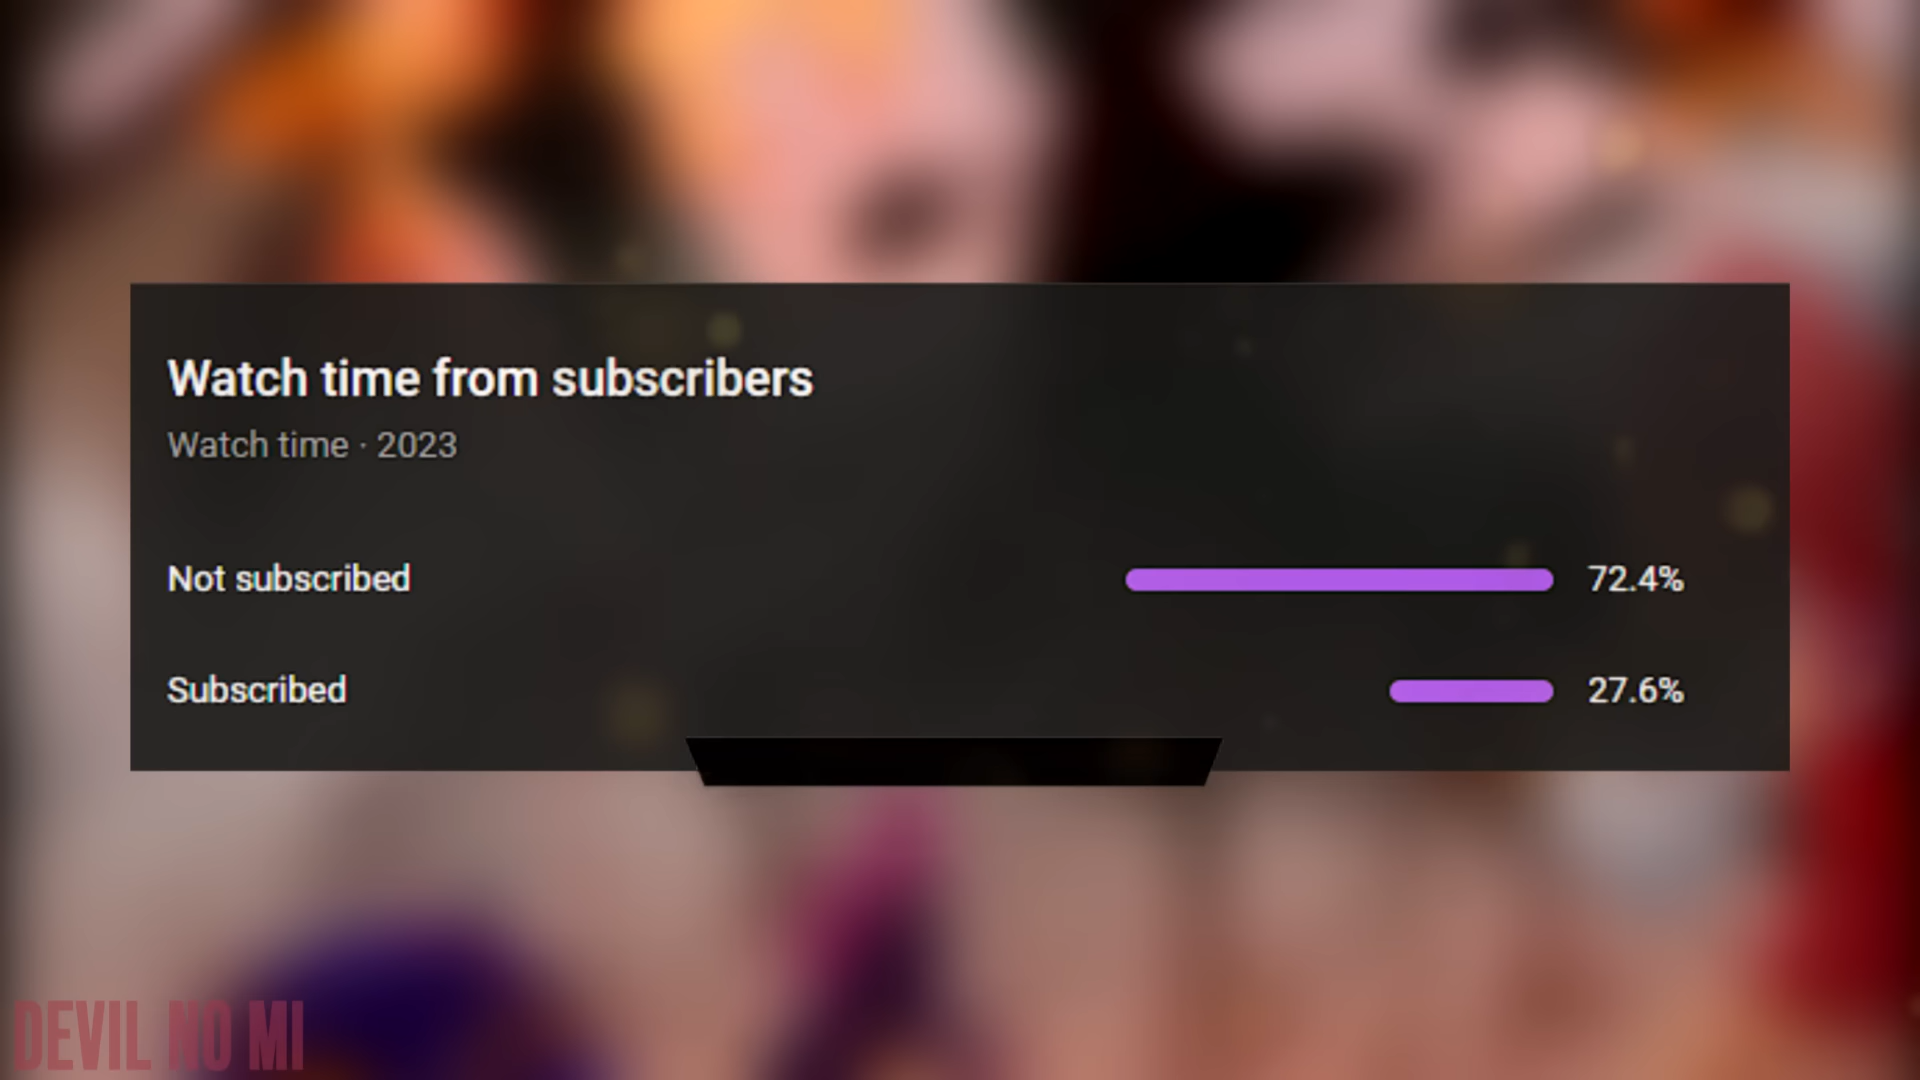 Watch time from subscribers
Watch time · 2023
Not subscribed 72.4%
Subscribed 27.6%
DEVIL NO MI